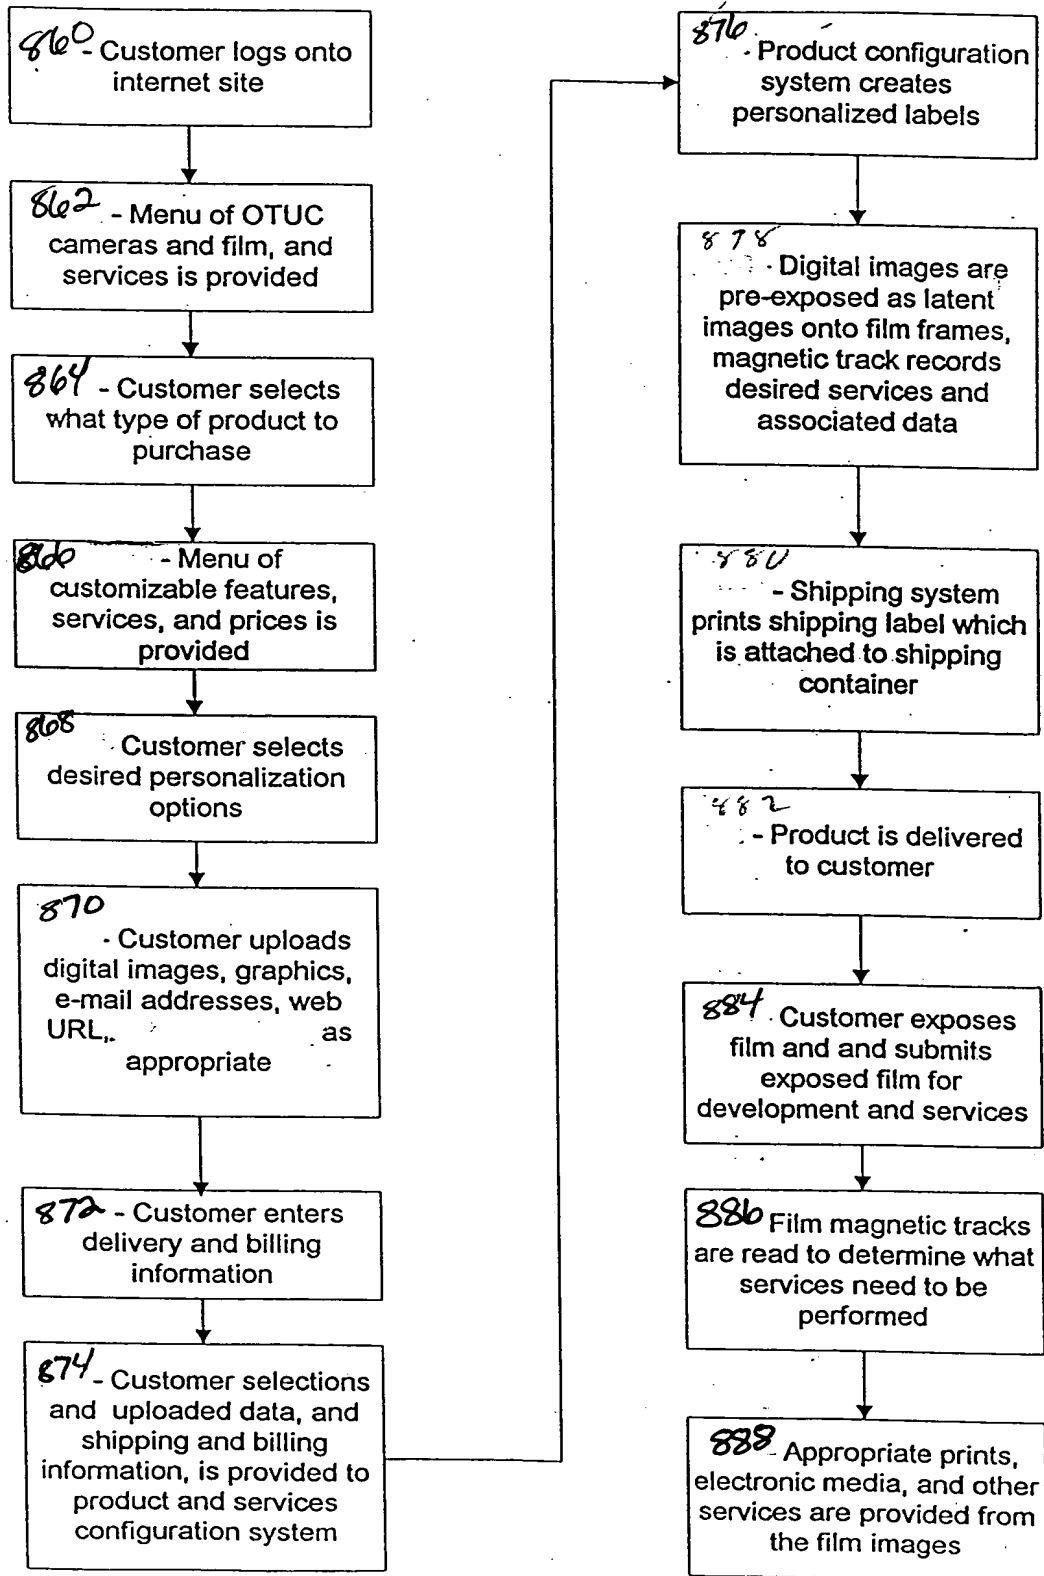 860 - Customer logs onto
internet site
862 - Menu of OTUC
cameras and film, and
services is provided
864 - Customer selects
what type of product to
purchase
866 - Menu of
customizable features,
services, and prices is
provided
868 Customer selects
desired personalization
options
870
- Customer uploads
digital images, graphics,
e-mail addresses, web
URL, as
appropriate
872 - Customer enters
delivery and billing
information
874 - Customer selections
and uploaded data, and
shipping and billing
information, is provided to
product and services
configuration system
876
Product configuration
system creates
personalized labels
878
- Digital images are
pre-exposed as latent
images onto film frames,
magnetic track records
desired services and
associated data
880
- Shipping system
prints shipping label which
is attached to shipping
container
882
- Product is delivered
to customer
884 Customer exposes
film and and submits
exposed film for
development and services
886 Film magnetic tracks
are read to determine what
services need to be
performed
888 - Appropriate prints,
electronic media, and other
services are provided from
the film images